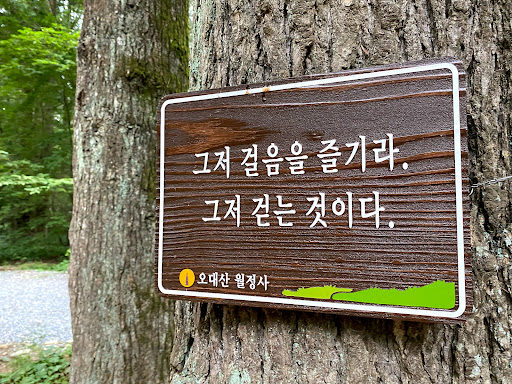 그저 걸음을 즐기라.
그저 걷는 것이다.
오대산 월정사